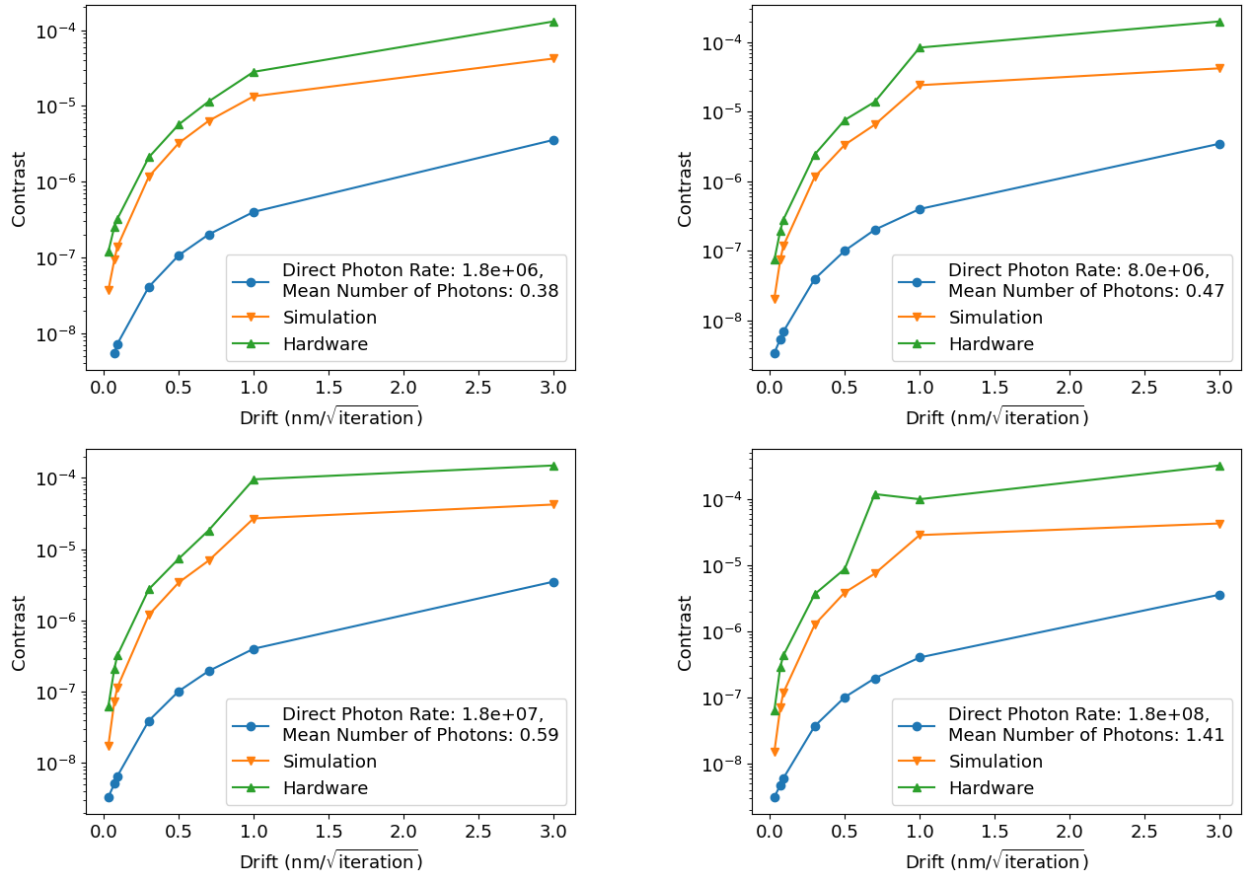 10⁻⁴
10⁻⁵
10⁻⁶
10⁻⁷
10⁻⁸
Contrast
Direct Photon Rate: 1.8e+06,
Mean Number of Photons: 0.38
Simulation
Hardware
0.0 0.5 1.0 1.5 2.0 2.5 3.0
Drift (nm/√iteration)
10⁻⁴
10⁻⁵
10⁻⁶
10⁻⁷
10⁻⁸
Contrast
Direct Photon Rate: 8.0e+06,
Mean Number of Photons: 0.47
Simulation
Hardware
0.0 0.5 1.0 1.5 2.0 2.5 3.0
Drift (nm/√iteration)
10⁻⁴
10⁻⁵
10⁻⁶
10⁻⁷
10⁻⁸
Contrast
Direct Photon Rate: 1.8e+07,
Mean Number of Photons: 0.59
Simulation
Hardware
0.0 0.5 1.0 1.5 2.0 2.5 3.0
Drift (nm/√iteration)
10⁻⁴
10⁻⁵
10⁻⁶
10⁻⁷
10⁻⁸
Contrast
Direct Photon Rate: 1.8e+08,
Mean Number of Photons: 1.41
Simulation
Hardware
0.0 0.5 1.0 1.5 2.0 2.5 3.0
Drift (nm/√iteration)